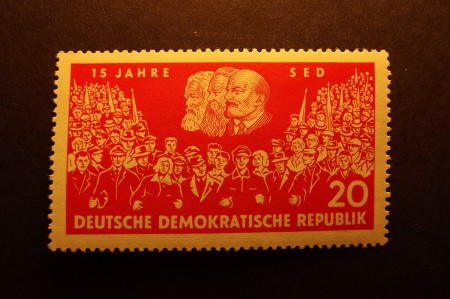 15 JAHRE SED
20
DEUTSCHE DEMOKRATISCHE REPUBLIK